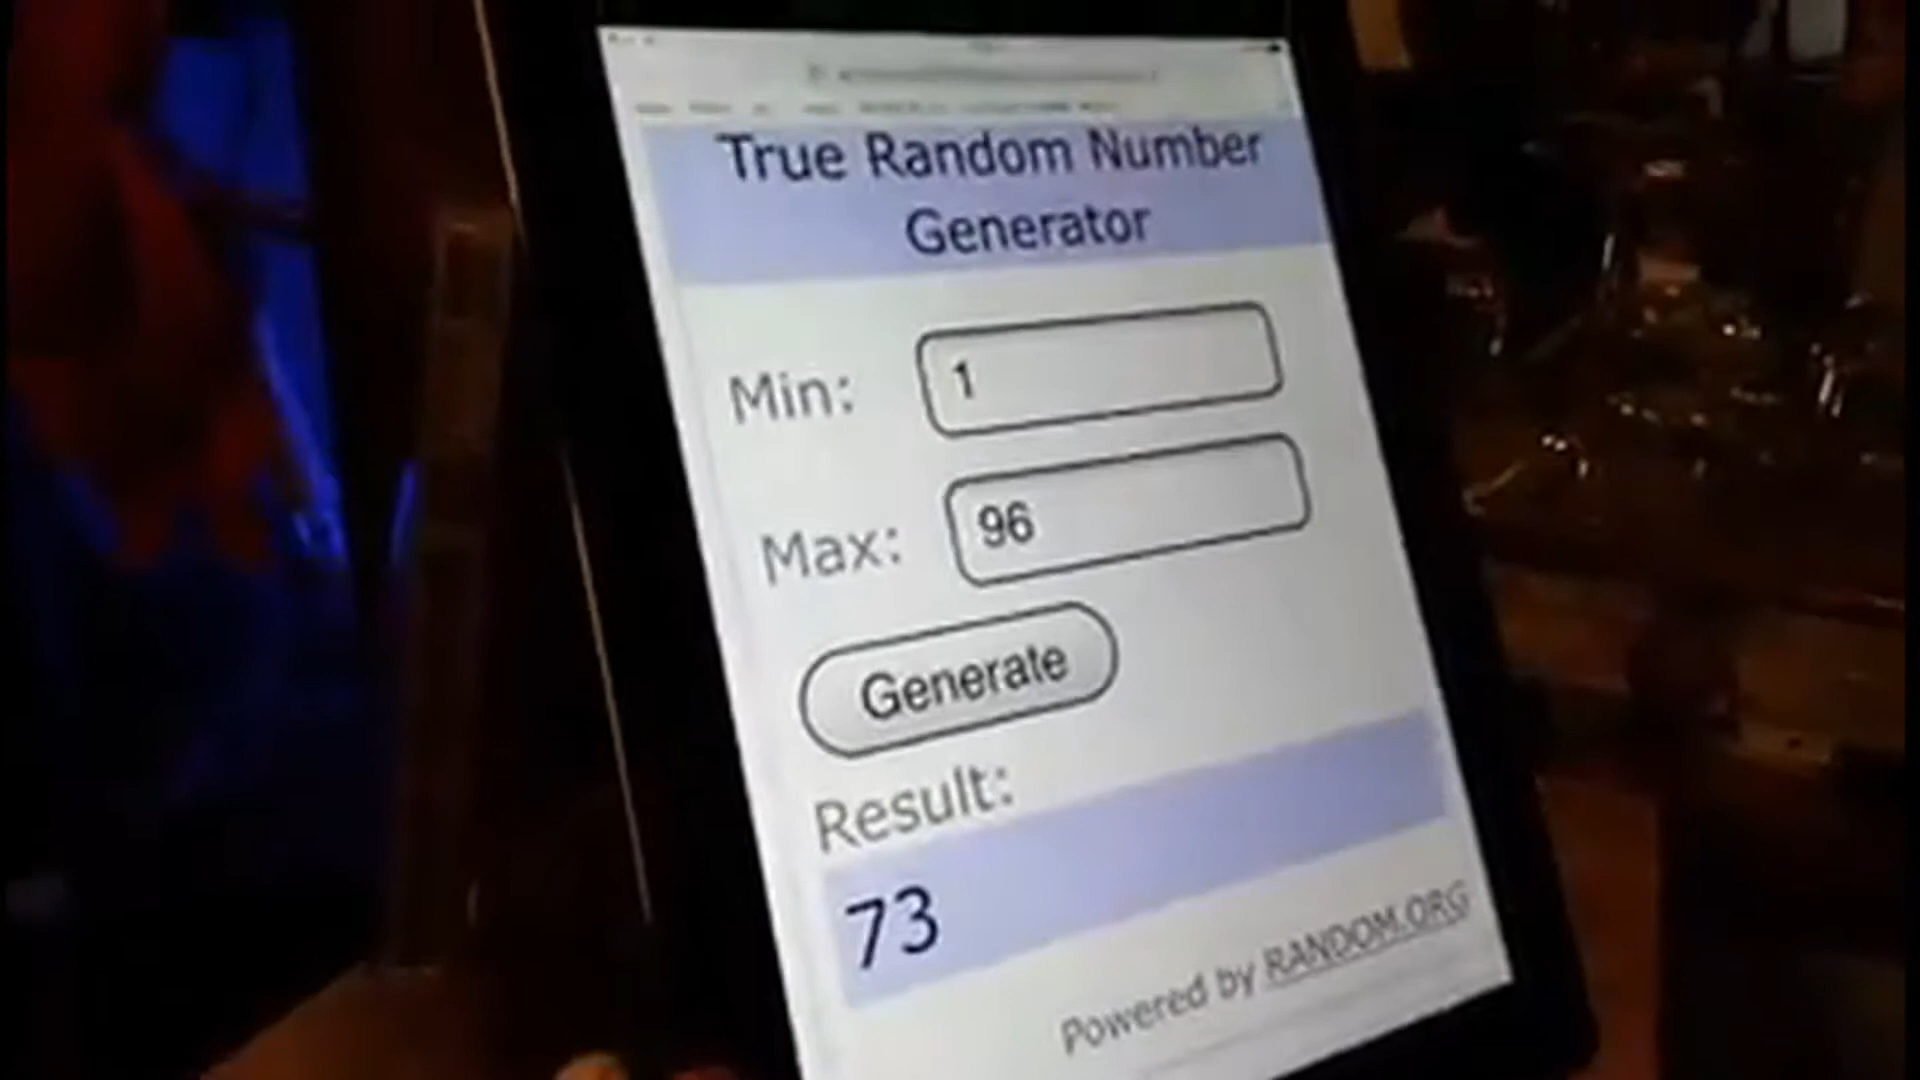 True Random Number
Generator
Min: 1
Max: 96
Generate
Result:
73
Powered by RANDOM.ORG